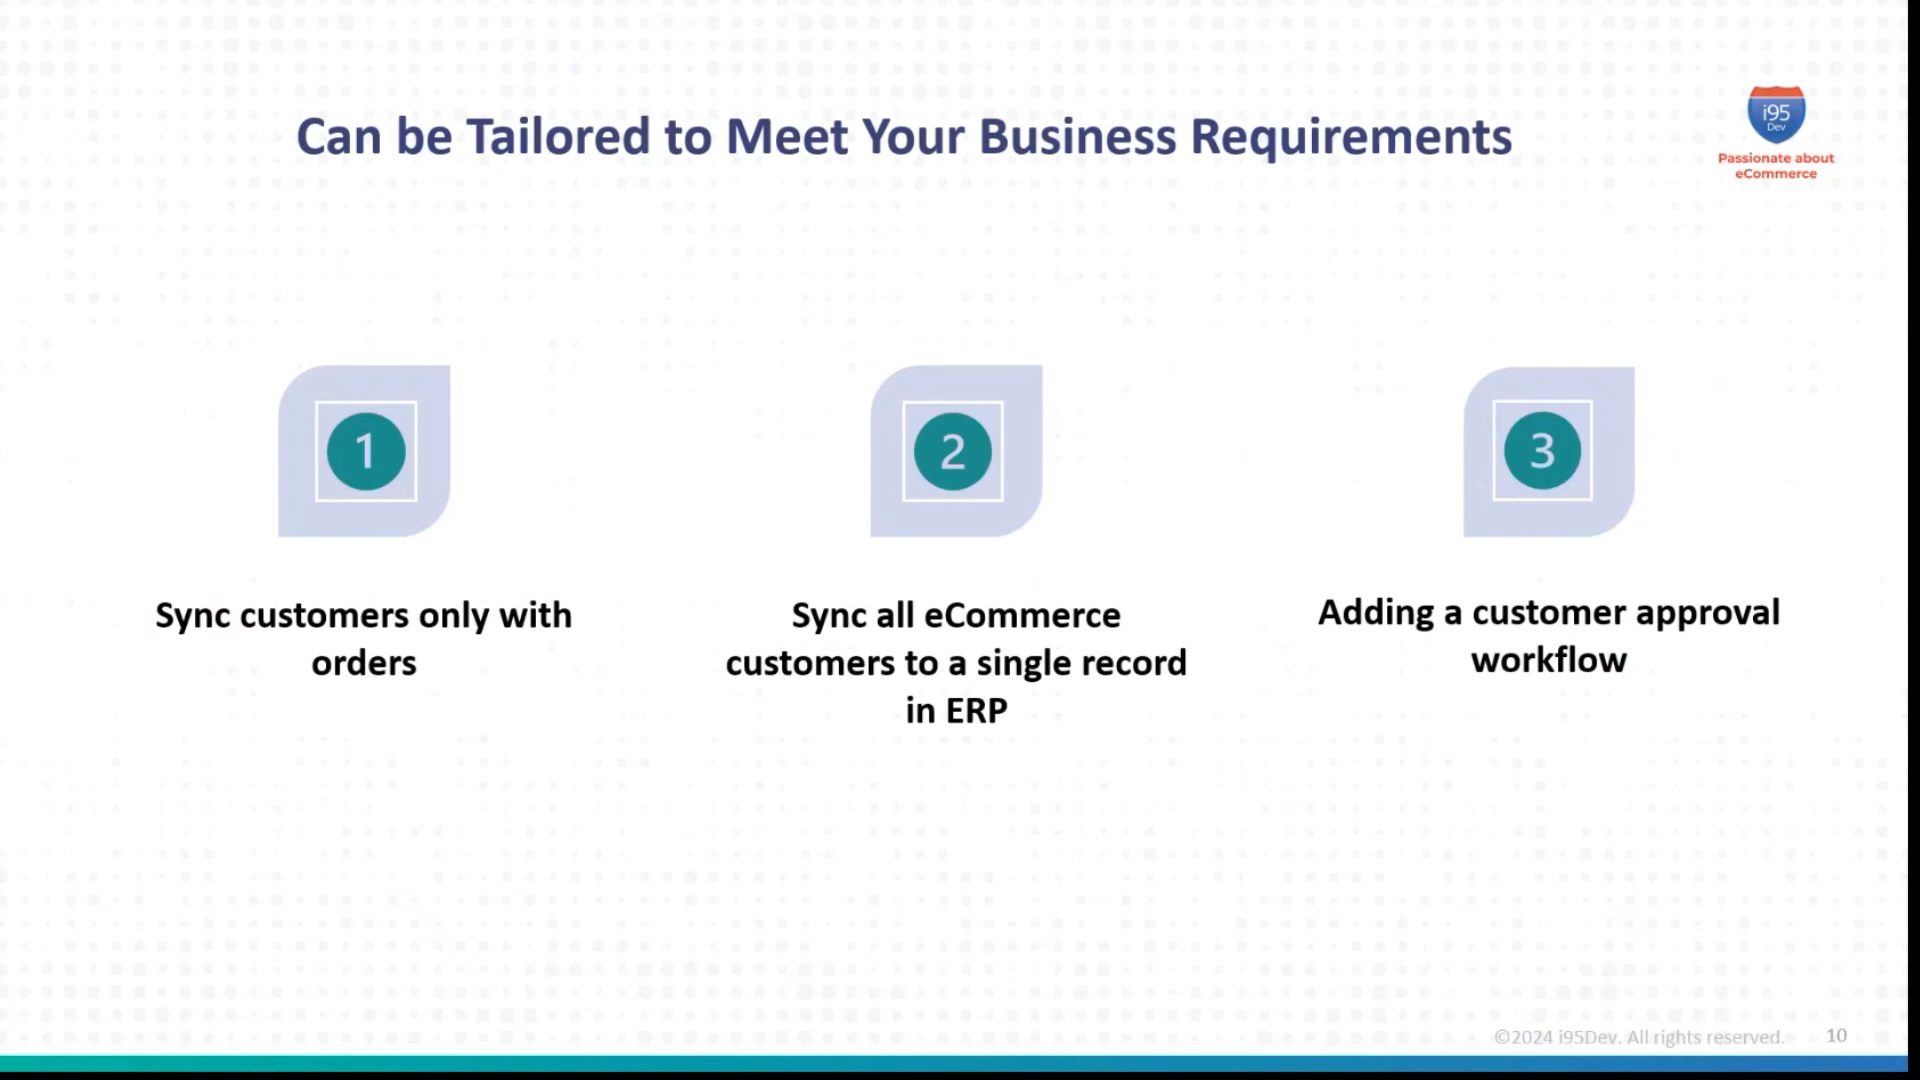 Can be Tailored to Meet Your Business Requirements
i95
Dev
Passionate about
eCommerce
1
Sync customers only with
orders
2
Sync all eCommerce
customers to a single record
in ERP
3
Adding a customer approval
workflow
©2024 i95Dev. All rights reserved.
10